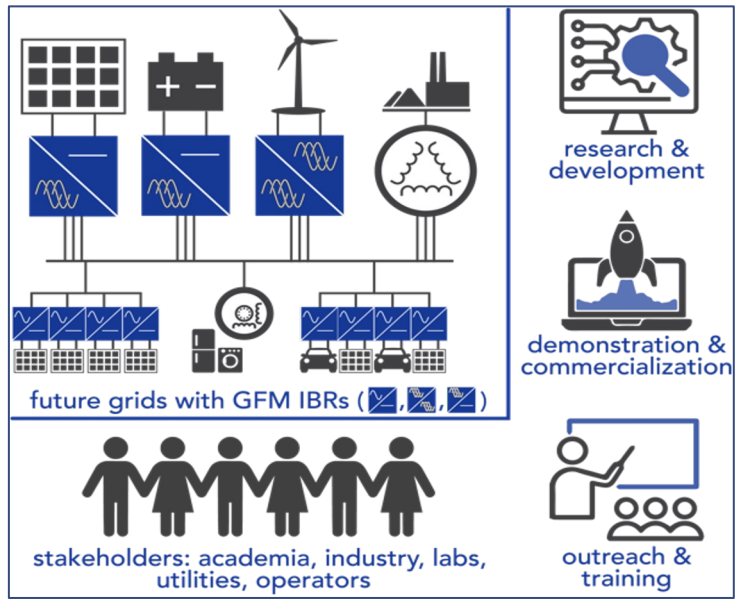 research &
development
demonstration &
commercialization
future grids with GFM IBRs ( , , )
stakeholders: academia, industry, labs,
utilities, operators
outreach &
training